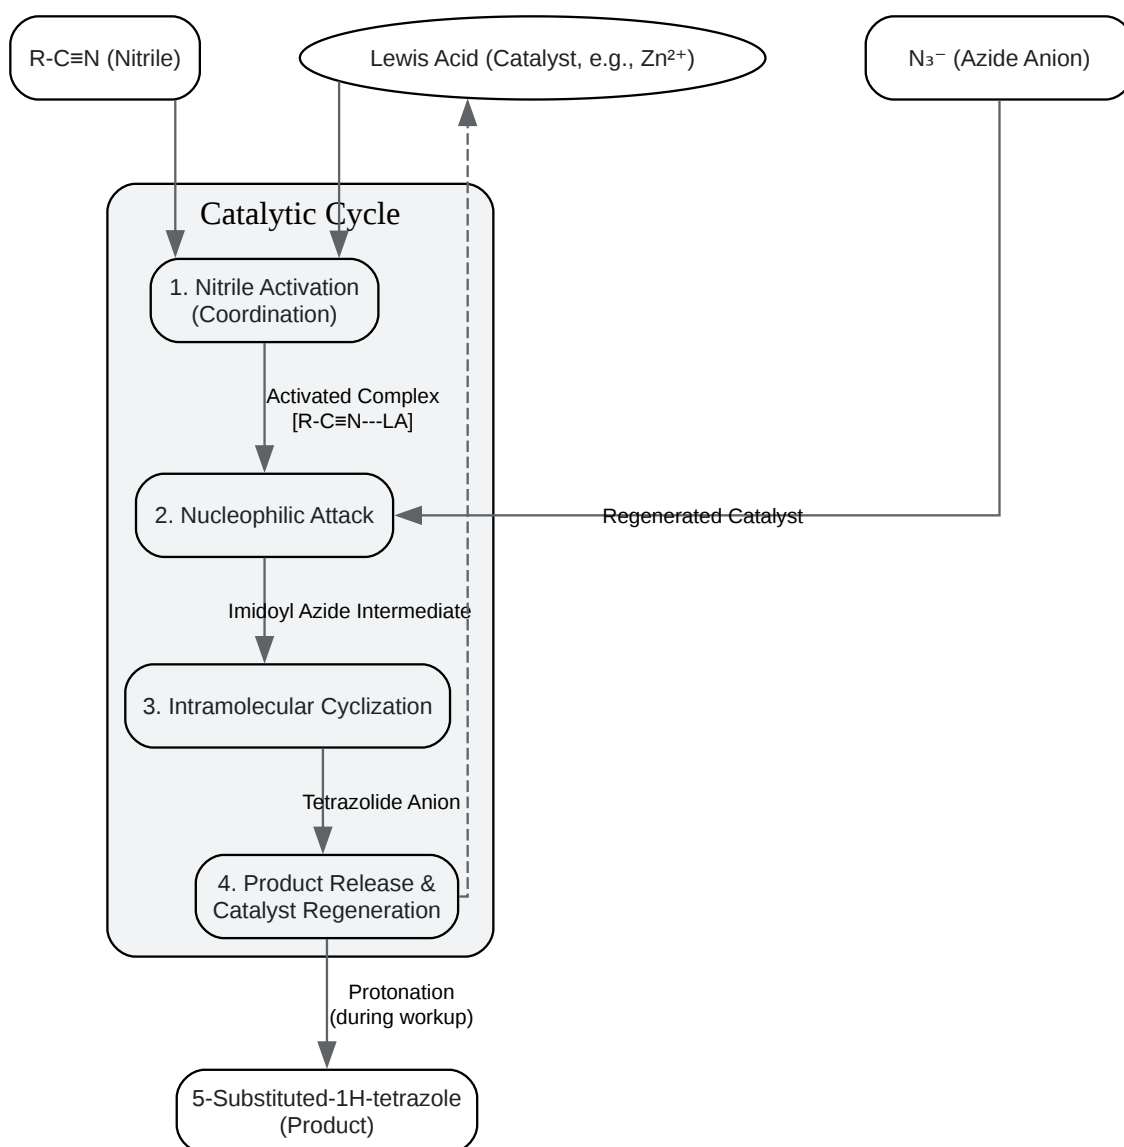 R-C≡N (Nitrile)
Lewis Acid (Catalyst, e.g., Zn²⁺)
N₃⁻ (Azide Anion)
Catalytic Cycle
1. Nitrile Activation
(Coordination)
Activated Complex
[R-C≡N---LA]
2. Nucleophilic Attack
Regenerated Catalyst
Imidoyl Azide Intermediate
3. Intramolecular Cyclization
Tetrazolide Anion
4. Product Release &
Catalyst Regeneration
Protonation
(during workup)
5-Substituted-1H-tetrazole
(Product)